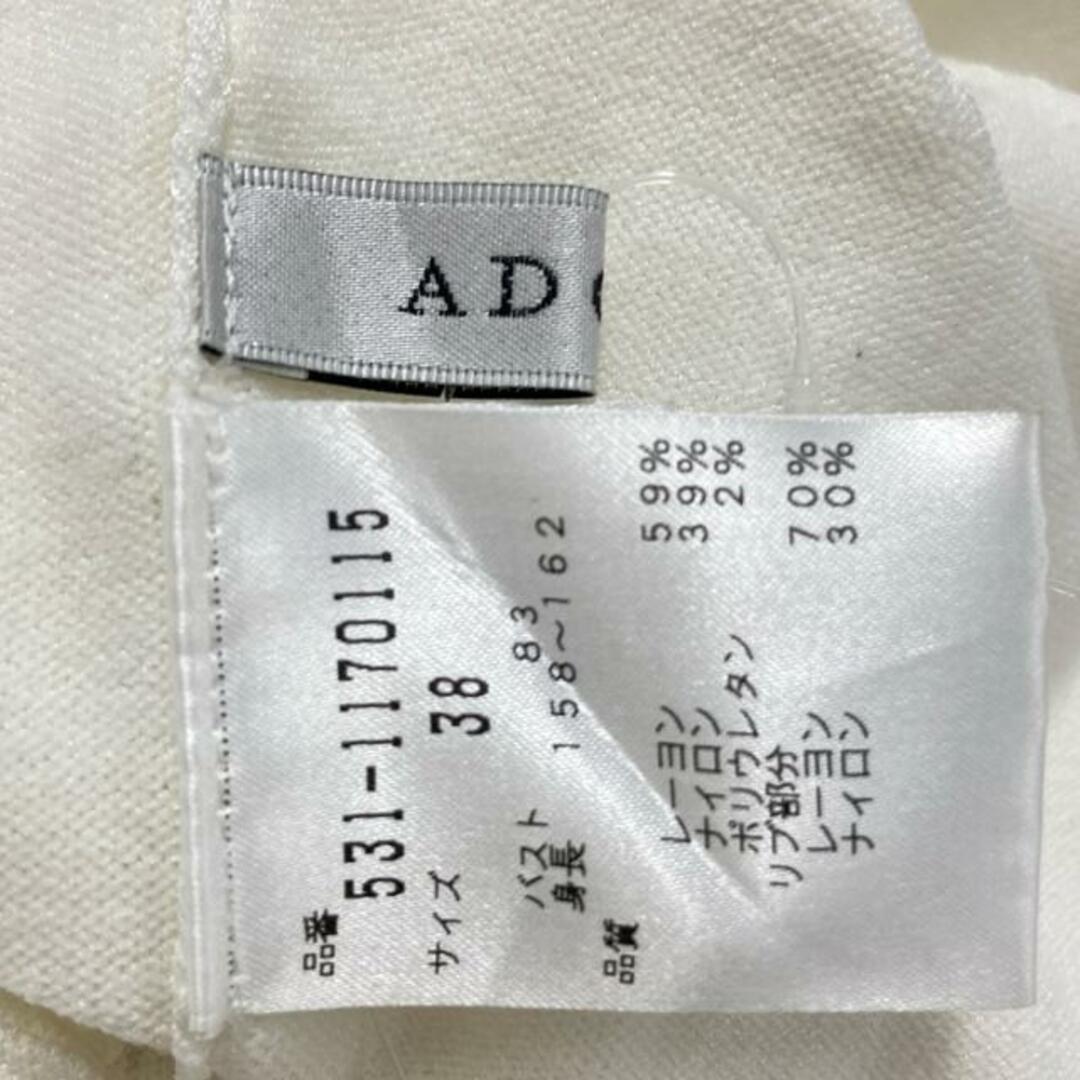 AD
品番 531-1170115
サイズ 38
バスト 83
身長 158〜162
品質
レーヨン 59%
ナイロン 39%
ポリウレタン 2%
リブ部分
レーヨン 70%
ナイロン 30%